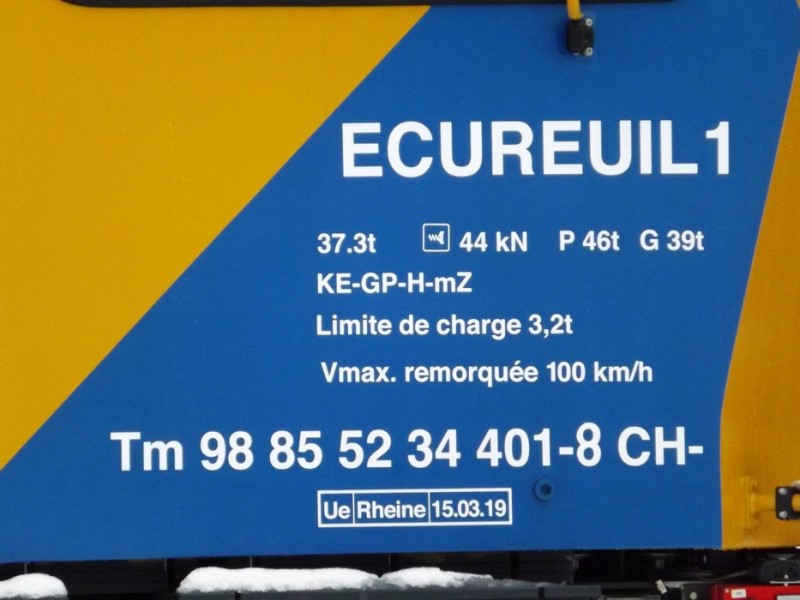 ECUREUIL1
37.3t 44 kN P 46t G 39t
KE-GP-H-mZ
Limite de charge 3,2t
Vmax. remorquée 100 km/h
Tm 98 85 52 34 401-8 CH-
Ue Rheine 15.03.19